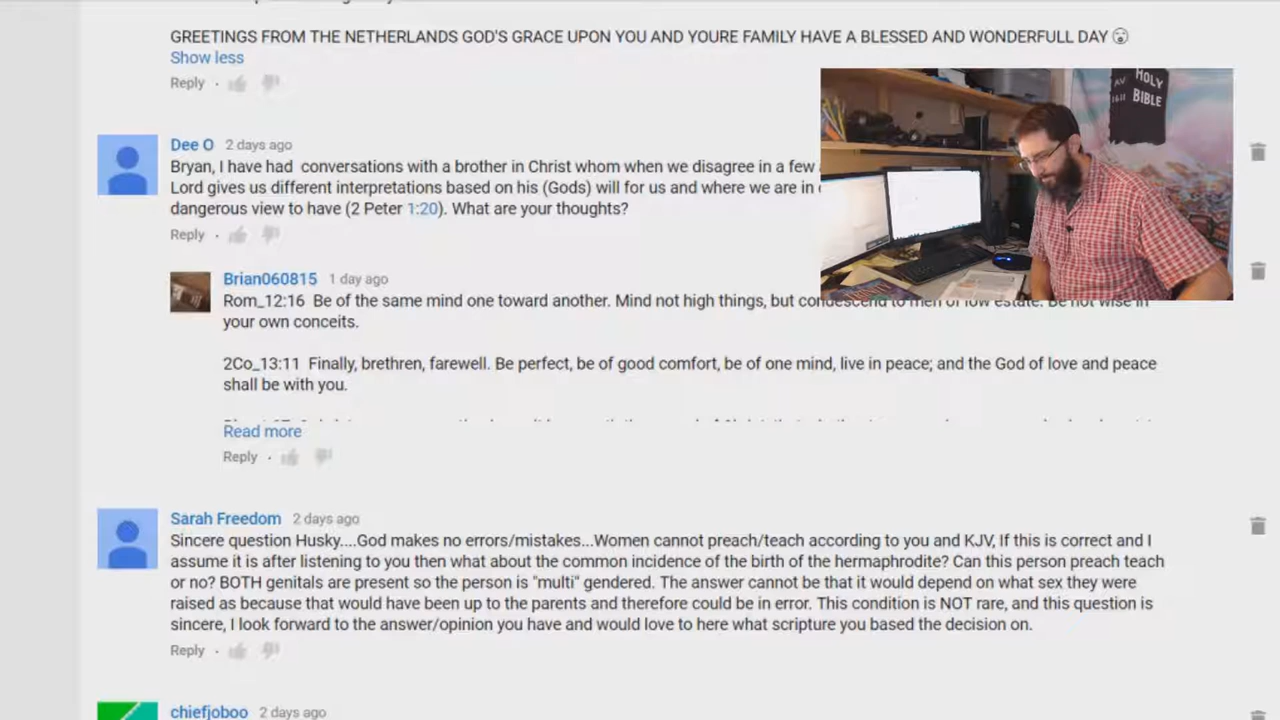 GREETINGS FROM THE NETHERLANDS GOD'S GRACE UPON YOU AND YOURE FAMILY HAVE A BLESSED AND WONDERFULL DAY 😮
Show less
Reply ·
AV 1611
HOLY BIBLE
Dee O 2 days ago
Bryan, I have had conversations with a brother in Christ whom when we disagree in a few
Lord gives us different interpretations based on his (Gods) will for us and where we are in
dangerous view to have (2 Peter 1:20). What are your thoughts?
Reply ·
Brian060815 1 day ago
Rom_12:16 Be of the same mind one toward another. Mind not high things, but condescend to men of low estate. Be not wise in
your own conceits.
2Co_13:11 Finally, brethren, farewell. Be perfect, be of good comfort, be of one mind, live in peace; and the God of love and peace
shall be with you.
Read more
Reply ·
Sarah Freedom 2 days ago
Sincere question Husky....God makes no errors/mistakes...Women cannot preach/teach according to you and KJV, If this is correct and I
assume it is after listening to you then what about the common incidence of the birth of the hermaphrodite? Can this person preach teach
or no? BOTH genitals are present so the person is "multi" gendered. The answer cannot be that it would depend on what sex they were
raised as because that would have been up to the parents and therefore could be in error. This condition is NOT rare, and this question is
sincere, I look forward to the answer/opinion you have and would love to here what scripture you based the decision on.
Reply ·
chiefjoboo 2 days ago